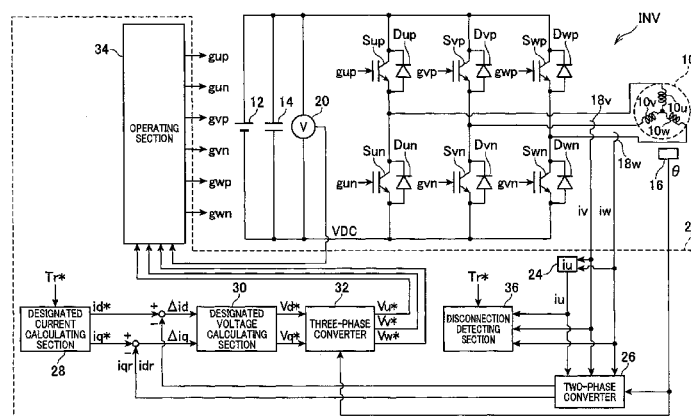 INV
34
gup
gun
gvp
gvn
gwp
gwn
OPERATING
SECTION
12
14
20
V
Sup
Dup
gup
Svp
Dvp
gvp
Swp
Dwp
gwp
Sun
Dun
gun
Svn
Dvn
gvn
Swn
Dwn
gvn
VDC
10
10v
10u
10w
18v
18w
16
θ
iv
iw
2
24
iu
iu
Tr*
DESIGNATED
CURRENT
CALCULATING
SECTION
28
id*
iq*
+
−
+
−
iqr
idr
Δid
Δiq
30
DESIGNATED
VOLTAGE
CALCULATING
SECTION
Vd*
Vq*
32
THREE-PHASE
CONVERTER
Vu*
Vv*
Vw*
Tr*
36
DISCONNECTION
DETECTING
SECTION
26
TWO-PHASE
CONVERTER